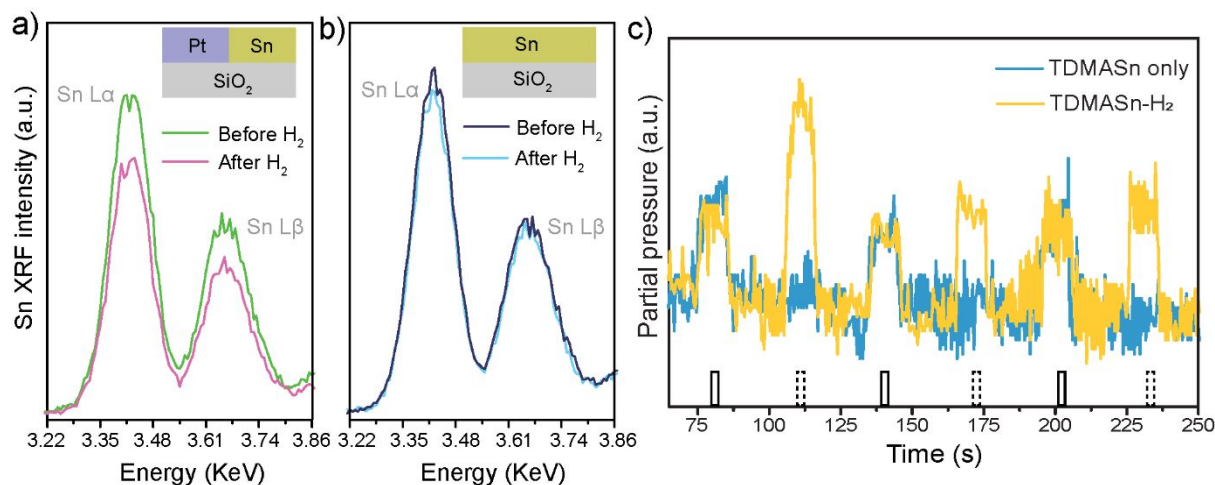 a)
Pt
Sn
SiO₂
Sn Lα
Before H₂
After H₂
Sn Lβ
Sn XRF intensity (a.u.)
3.22 3.35 3.48 3.61 3.74 3.86
Energy (KeV)
b)
Sn
SiO₂
Sn Lα
Before H₂
After H₂
Sn Lβ
3.22 3.35 3.48 3.61 3.74 3.86
Energy (KeV)
c)
TDMASn only
TDMASn-H₂
Partial pressure (a.u.)
75 100 125 150 175 200 225 250
Time (s)